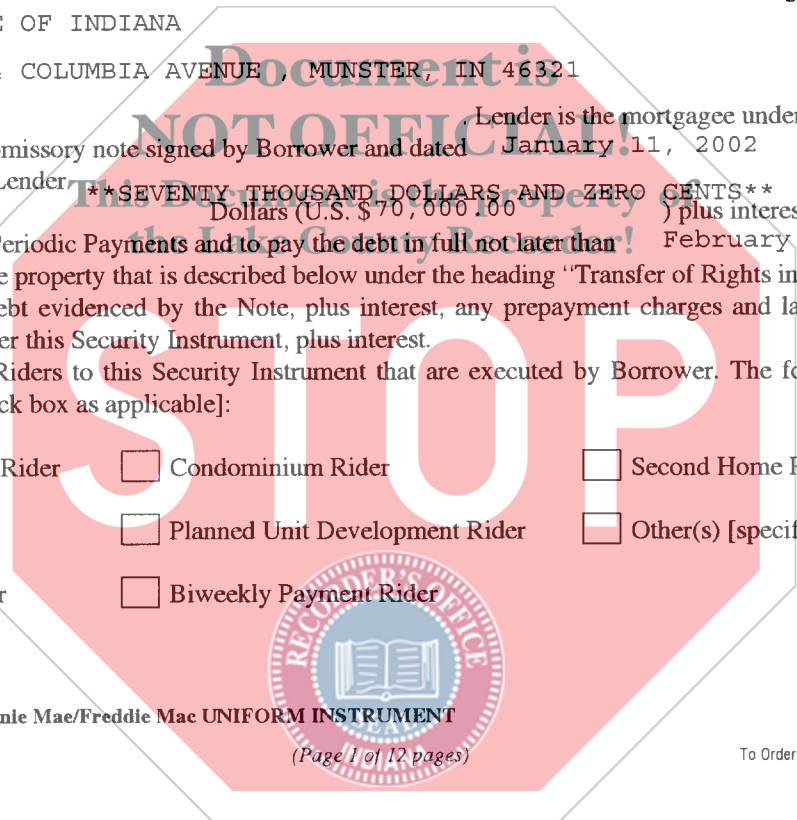 OF INDIANA
COLUMBIA AVENUE , MUNSTER, IN 46321
Document is
. Lender is the mortgagee under
NOT OFFICIAL!
missory note signed by Borrower and dated January 11, 2002
Lender **SEVENTY THOUSAND DOLLARS AND ZERO CENTS**
This Document is the property of
Dollars (U.S. $70,000.00 ) plus interes
the Lake County Recorder!
Periodic Payments and to pay the debt in full not later than February
e property that is described below under the heading “Transfer of Rights in
ebt evidenced by the Note, plus interest, any prepayment charges and la
er this Security Instrument, plus interest.
Riders to this Security Instrument that are executed by Borrower. The fo
ck box as applicable]:
STOP
Rider Condominium Rider Second Home R
Planned Unit Development Rider Other(s) [specif
r Biweekly Payment Rider
RECORDER'S OFFICE
SEAL
INDIANA
nie Mae/Freddie Mac UNIFORM INSTRUMENT
(Page 1 of 12 pages)
To Order